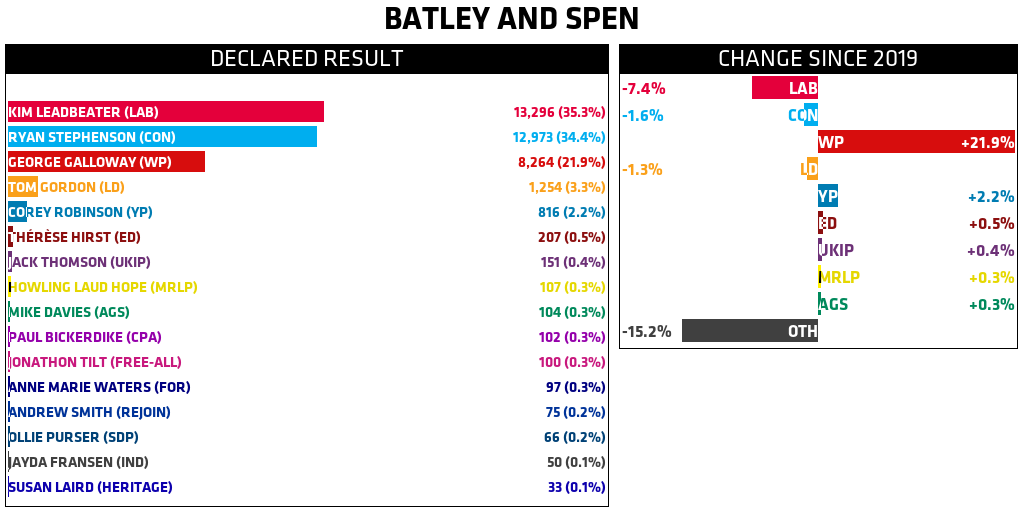 BATLEY AND SPEN
DECLARED RESULT
KIM LEADBEATER (LAB) 13,296 (35.3%)
RYAN STEPHENSON (CON) 12,973 (34.4%)
GEORGE GALLOWAY (WP) 8,264 (21.9%)
TOM GORDON (LD) 1,254 (3.3%)
COREY ROBINSON (YP) 816 (2.2%)
THÉRÈSE HIRST (ED) 207 (0.5%)
JACK THOMSON (UKIP) 151 (0.4%)
HOWLING LAUD HOPE (MRLP) 107 (0.3%)
MIKE DAVIES (AGS) 104 (0.3%)
PAUL BICKERDIKE (CPA) 102 (0.3%)
JONATHON TILT (FREE-ALL) 100 (0.3%)
ANNE MARIE WATERS (FOR) 97 (0.3%)
ANDREW SMITH (REJOIN) 75 (0.2%)
OLLIE PURSER (SDP) 66 (0.2%)
JAYDA FRANSEN (IND) 50 (0.1%)
SUSAN LAIRD (HERITAGE) 33 (0.1%)
CHANGE SINCE 2019
-7.4% LAB
-1.6% CON
WP +21.9%
-1.3% LD
YP +2.2%
ED +0.5%
UKIP +0.4%
MRLP +0.3%
AGS +0.3%
-15.2% OTH